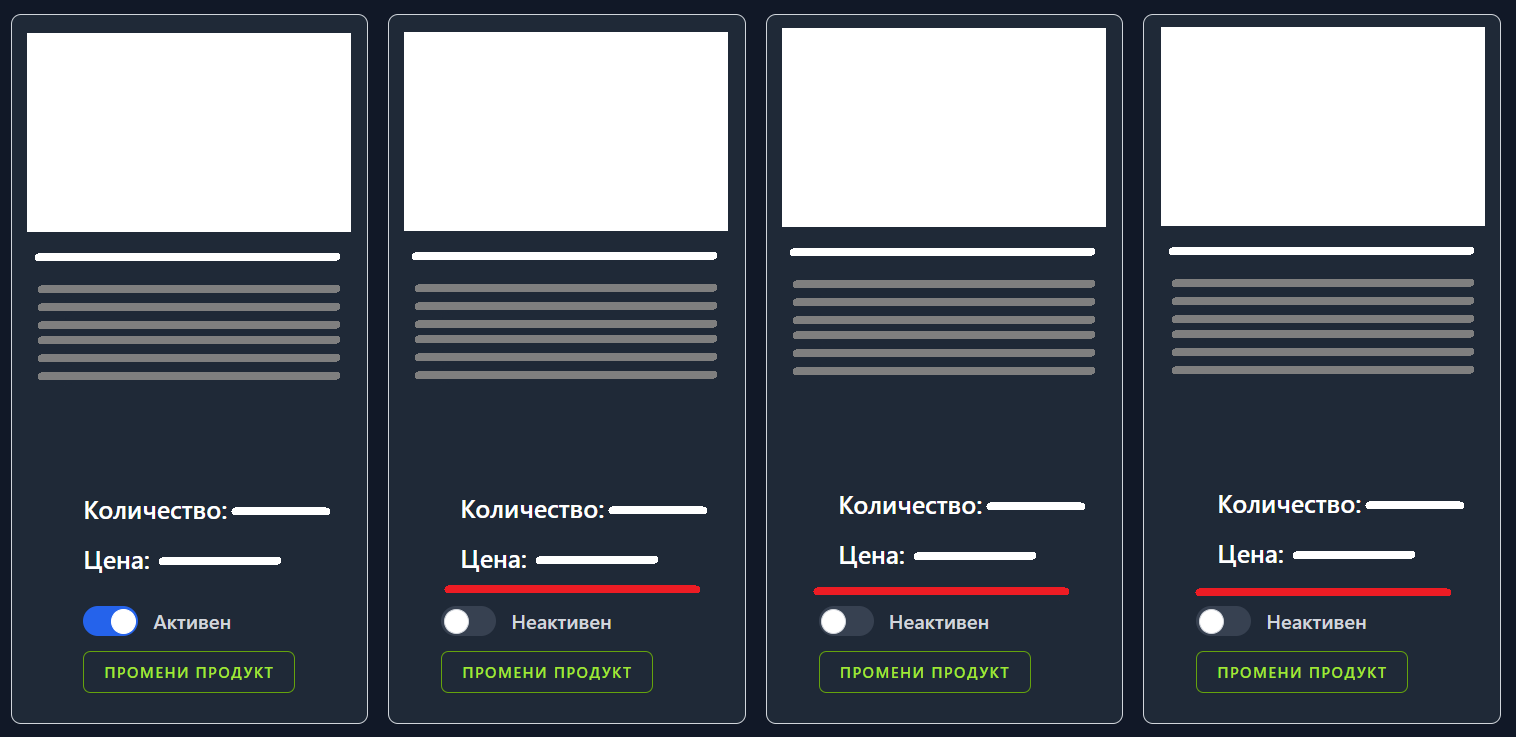 Количество:
Цена:
Активен
ПРОМЕНИ ПРОДУКТ
Количество:
Цена:
Неактивен
ПРОМЕНИ ПРОДУКТ
Количество:
Цена:
Неактивен
ПРОМЕНИ ПРОДУКТ
Количество:
Цена:
Неактивен
ПРОМЕНИ ПРОДУКТ